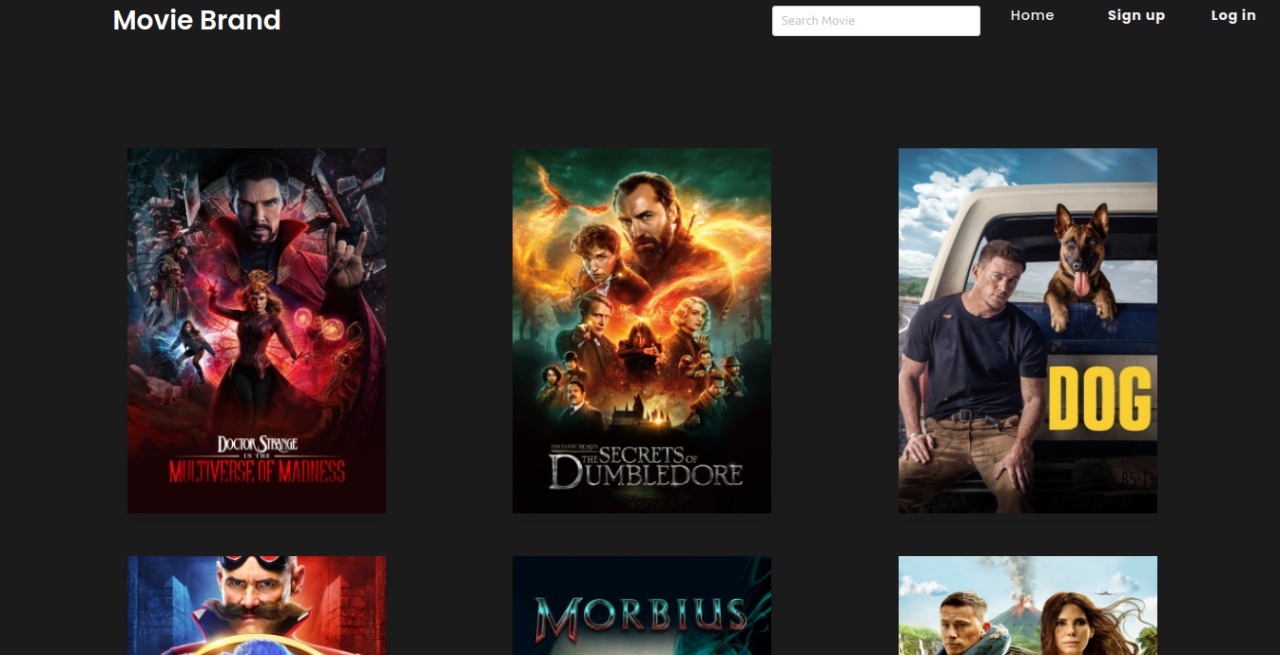 Movie Brand
Search Movie
Home
Sign up
Log in
DOCTOR STRANGE
IN THE
MULTIVERSE OF MADNESS
FANTASTIC BEASTS
THE SECRETS OF
DUMBLEDORE
DOG
MORBIUS